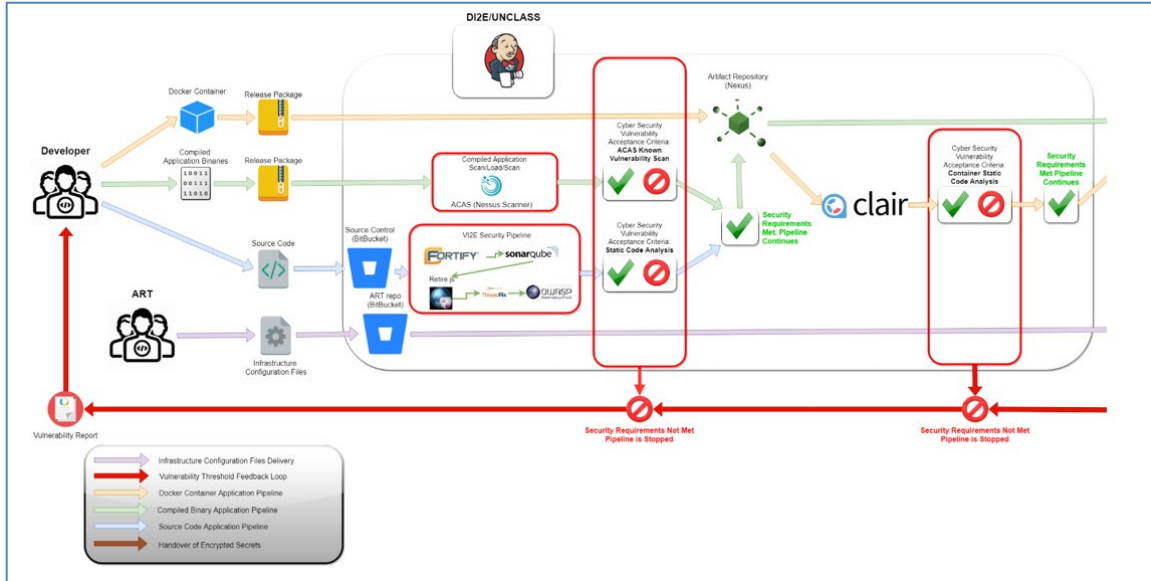 DI2E/UNCLASS
Docker Container
Release Package
Artifact Repository
(Nexus)
Developer
Compiled
Application Binaries
10011
00111
11010
Release Package
Compiled Application
Scan/Load/Scan
ACAS (Nessus Scanner)
Cyber Security
Vulnerability
Acceptance Criteria:
ACAS Known
Vulnerability Scan
Cyber Security
Vulnerability
Acceptance Criteria:
Container Static
Code Analysis
Security
Requirements
Met Pipeline
Continues
clair
Source Code
Source Control
(BitBucket)
VI2E Security Pipeline
FORTIFY
sonarqube
Retire.js
ThreadFix
OWASP
Cyber Security
Vulnerability
Acceptance Criteria:
Static Code Analysis
Security
Requirements
Met. Pipeline
Continues
ART
ART repo
(BitBucket)
Infrastructure
Configuration Files
Vulnerability Report
Security Requirements Not Met
Pipeline is Stopped
Security Requirements Not Met
Pipeline is Stopped
Infrastructure Configuration Files Delivery
Vulnerability Threshold Feedback Loop
Docker Container Application Pipeline
Compiled Binary Application Pipeline
Source Code Application Pipeline
Handover of Encrypted Secrets